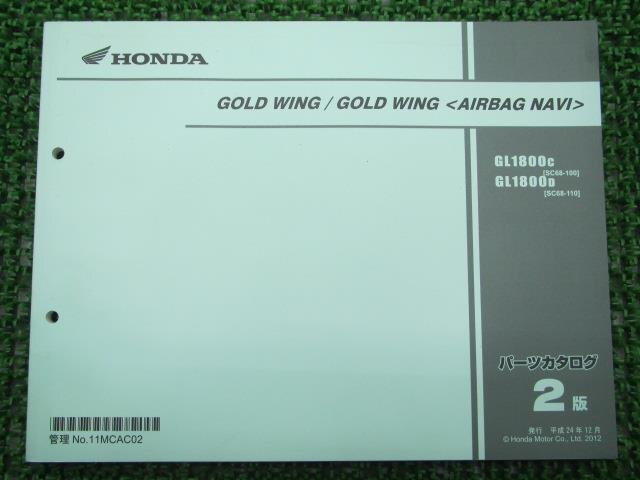 HONDA
GOLD WING / GOLD WING <AIRBAG NAVI>
GL1800C
[SC68-100]
GL1800D
[SC68-110]
パーツカタログ
2版
発行 平成24年12月
© Honda Motor Co., Ltd. 2012
管理 No.11MCAC02